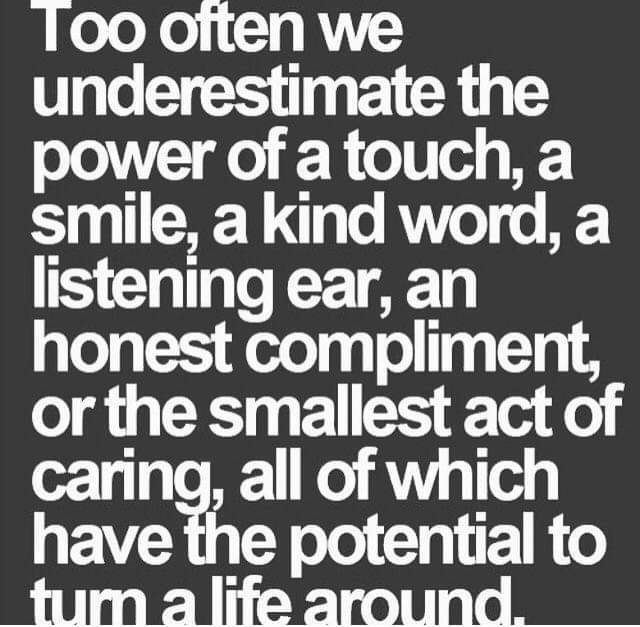 Too often we
underestimate the
power of a touch, a
smile, a kind word, a
listening ear, an
honest compliment,
or the smallest act of
caring, all of which
have the potential to
turn a life around.